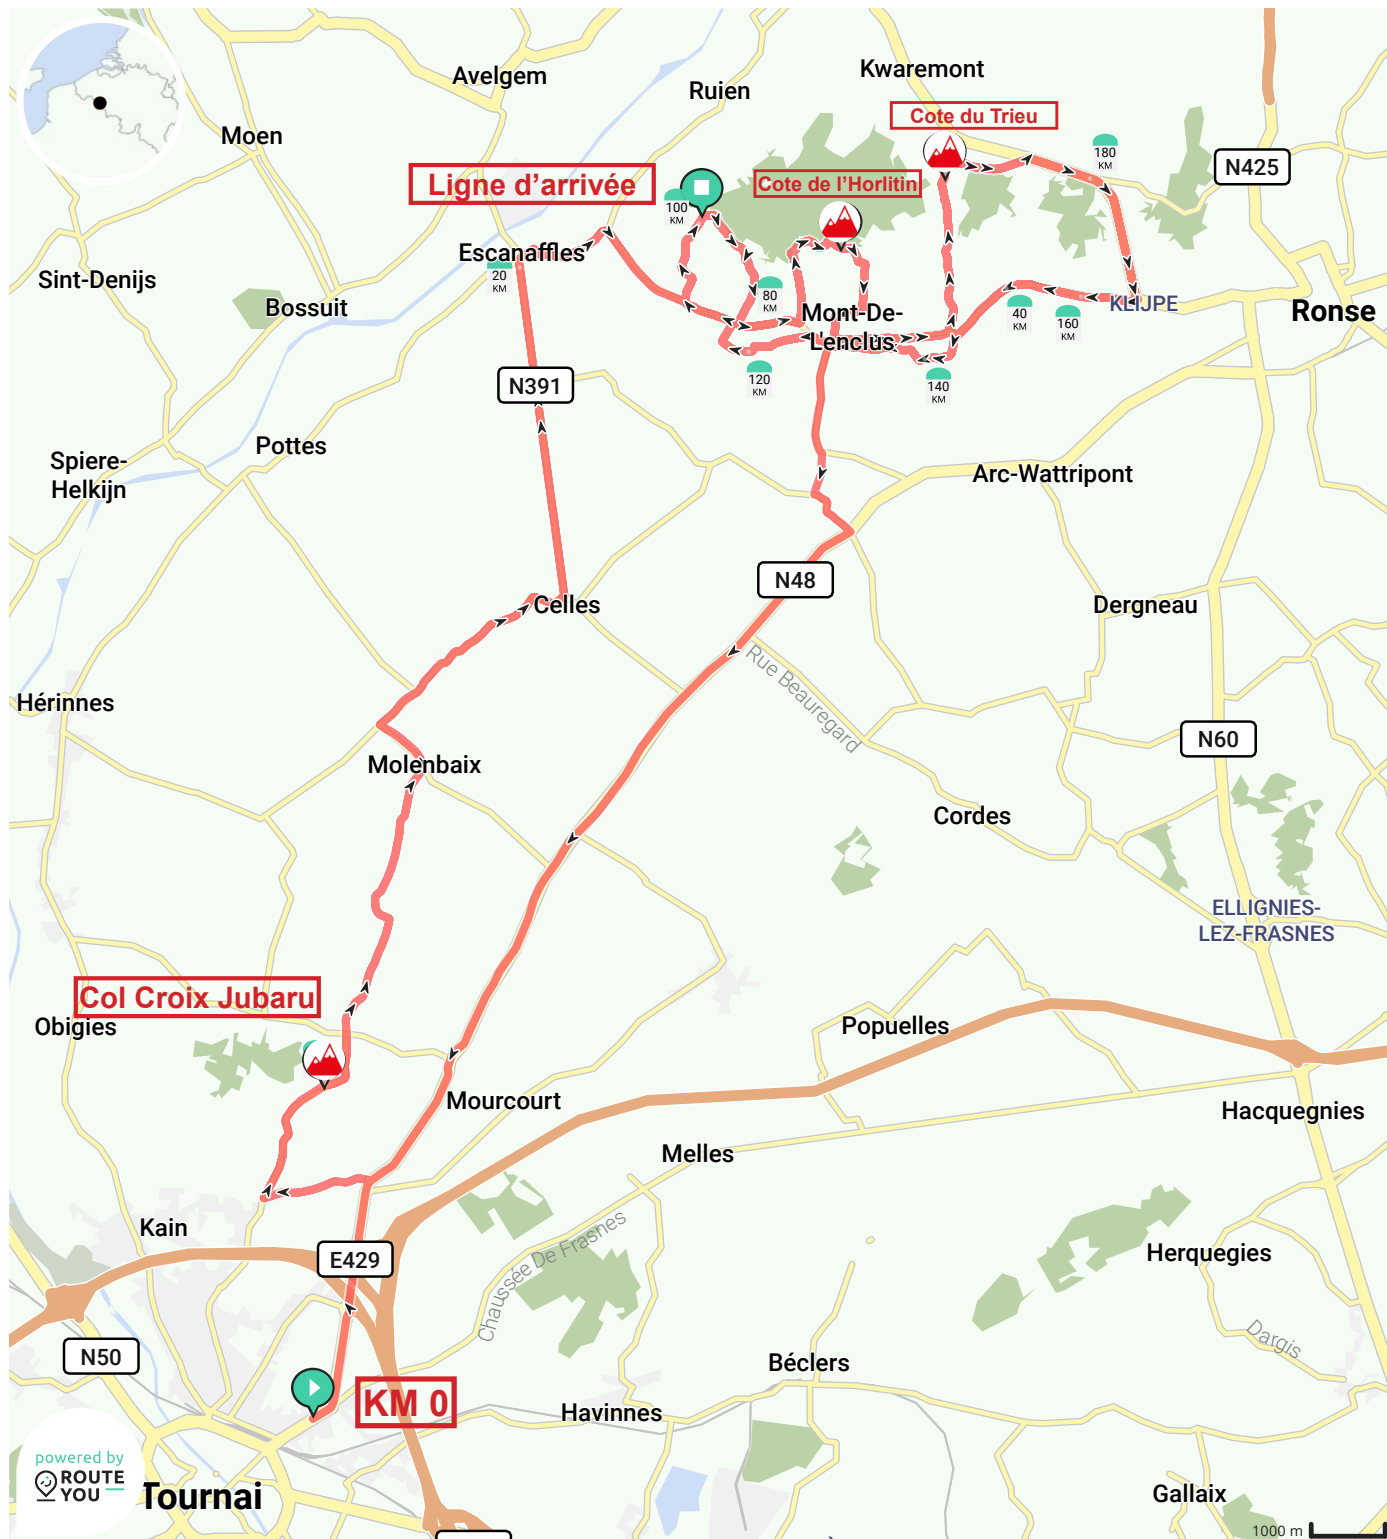 Avelgem
Kwaremont
Ruien
Cote du Trieu
Moen
180
KM
N425
Ligne d'arrivée
Cote de l'Horlitin
100
KM
Escanaffles
20
KM
Sint-Denijs
Bossuit
80
KM
Mont-De-
Lenclus
40
KM
160
KM
KLIJPE
Ronse
120
KM
140
KM
N391
Pottes
Spiere-
Helkijn
Arc-Wattripont
N48
Celles
Dergneau
Rue Beauregard
Hérinnes
N60
Molenbaix
Cordes
ELLIGNIES-
LEZ-FRASNES
Col Croix Jubaru
Obigies
Popuelles
Mourcourt
Hacquegnies
Melles
Kain
Chaussée De Frasnes
E429
Herquegies
Dargis
N50
Béclers
KM 0
Havinnes
powered by
ROUTE
YOU
Tournai
Gallaix
1000 m